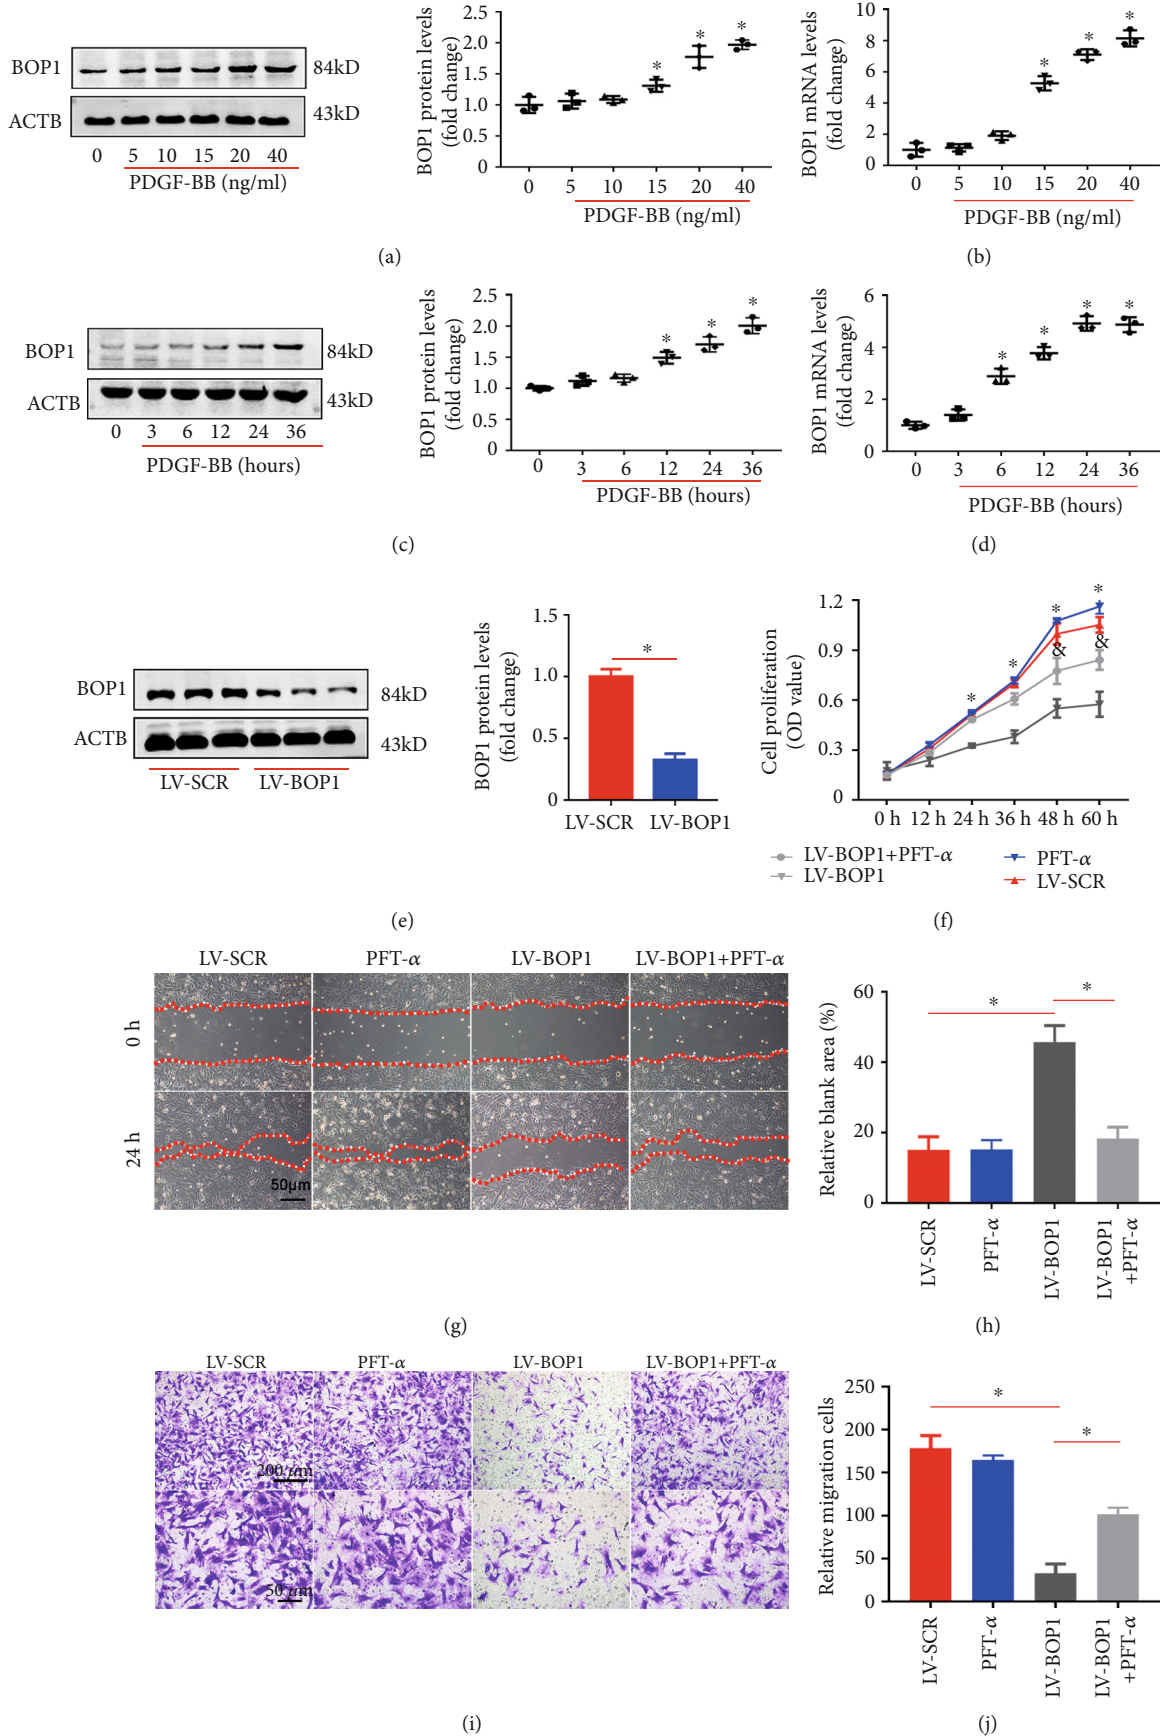 BOP1
84kD
ACTB
43kD
0 5 10 15 20 40
PDGF-BB (ng/ml)
BOP1 protein levels
(fold change)
2.5
2.0
1.5
1.0
0.5
0
* * *
0 5 10 15 20 40
PDGF-BB (ng/ml)
(a)
BOP1 mRNA levels
(fold change)
10
8
6
4
2
0
* * *
0 5 10 15 20 40
PDGF-BB (ng/ml)
(b)
BOP1
84kD
ACTB
43kD
0 3 6 12 24 36
PDGF-BB (hours)
BOP1 protein levels
(fold change)
2.5
2.0
1.5
1.0
0.5
0
* * *
0 3 6 12 24 36
PDGF-BB (hours)
(c)
BOP1 mRNA levels
(fold change)
6
4
2
0
* * * *
0 3 6 12 24 36
PDGF-BB (hours)
(d)
BOP1
84kD
ACTB
43kD
LV-SCR LV-BOP1
BOP1 protein levels
(fold change)
1.5
1.0
0.5
0
*
LV-SCR LV-BOP1
(e)
Cell proliferation
(OD value)
1.2
0.9
0.6
0.3
0
* * * *
& &
0 h 12 h 24 h 36 h 48 h 60 h
LV-BOP1+PFT-α
LV-BOP1
PFT-α
LV-SCR
(f)
LV-SCR PFT-α LV-BOP1 LV-BOP1+PFT-α
0 h
24 h
50μm
(g)
Relative blank area (%)
60
40
20
0
* *
LV-SCR
PFT-α
LV-BOP1
LV-BOP1
+PFT-α
(h)
LV-SCR PFT-α LV-BOP1 LV-BOP1+PFT-α
200 μm
50 μm
(i)
Relative migration cells
250
200
150
100
50
0
* *
LV-SCR
PFT-α
LV-BOP1
LV-BOP1
+PFT-α
(j)